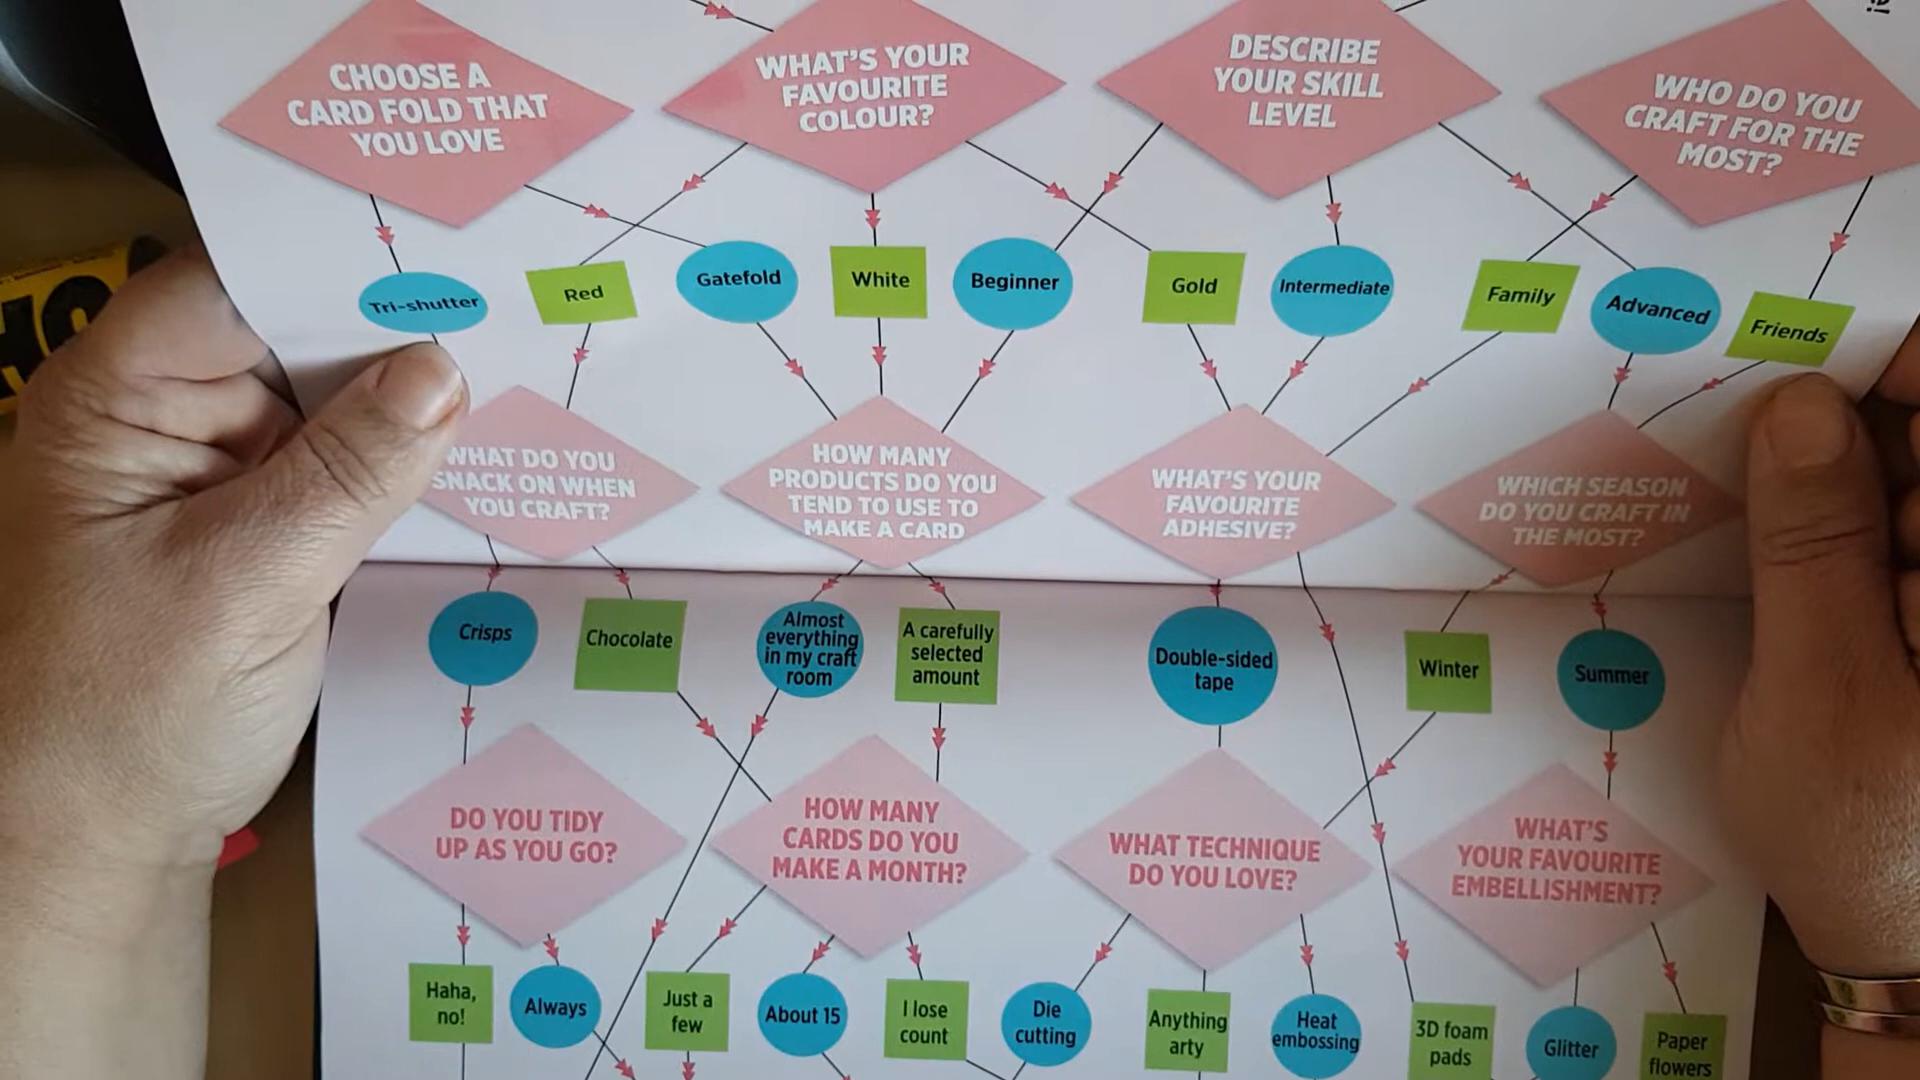 CHOOSE A
CARD FOLD THAT
YOU LOVE
WHAT'S YOUR
FAVOURITE
COLOUR?
DESCRIBE
YOUR SKILL
LEVEL
WHO DO YOU
CRAFT FOR THE
MOST?
Tri-shutter
Red
Gatefold
White
Beginner
Gold
Intermediate
Family
Advanced
Friends
WHAT DO YOU
SNACK ON WHEN
YOU CRAFT?
HOW MANY
PRODUCTS DO YOU
TEND TO USE TO
MAKE A CARD
WHAT'S YOUR
FAVOURITE
ADHESIVE?
WHICH SEASON
DO YOU CRAFT IN
THE MOST?
Crisps
Chocolate
Almost
everything
in my craft
room
A carefully
selected
amount
Double-sided
tape
Winter
Summer
DO YOU TIDY
UP AS YOU GO?
HOW MANY
CARDS DO YOU
MAKE A MONTH?
WHAT TECHNIQUE
DO YOU LOVE?
WHAT'S
YOUR FAVOURITE
EMBELLISHMENT?
Haha,
no!
Always
Just a
few
About 15
I lose
count
Die
cutting
Anything
arty
Heat
embossing
3D foam
pads
Glitter
Paper
flowers